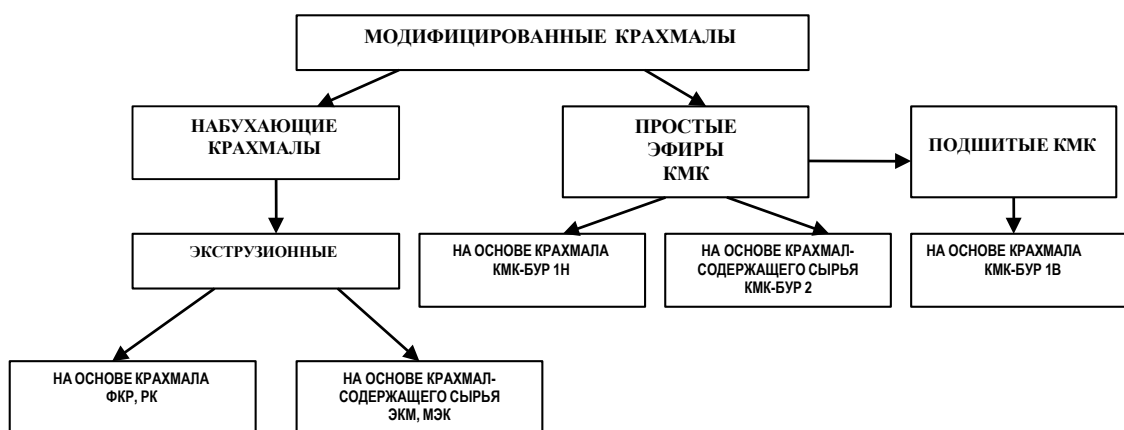 МОДИФИЦИРОВАННЫЕ КРАХМАЛЫ
НАБУХАЮЩИЕ
КРАХМАЛЫ
ПРОСТЫЕ
ЭФИРЫ
КМК
ПОДШИТЫЕ КМК
ЭКСТРУЗИОННЫЕ
НА ОСНОВЕ КРАХМАЛА
КМК-БУР 1Н
НА ОСНОВЕ КРАХМАЛ-
СОДЕРЖАЩЕГО СЫРЬЯ
КМК-БУР 2
НА ОСНОВЕ КРАХМАЛА
КМК-БУР 1В
НА ОСНОВЕ КРАХМАЛА
ФКР, РК
НА ОСНОВЕ КРАХМАЛ-
СОДЕРЖАЩЕГО СЫРЬЯ
ЭКМ, МЭК